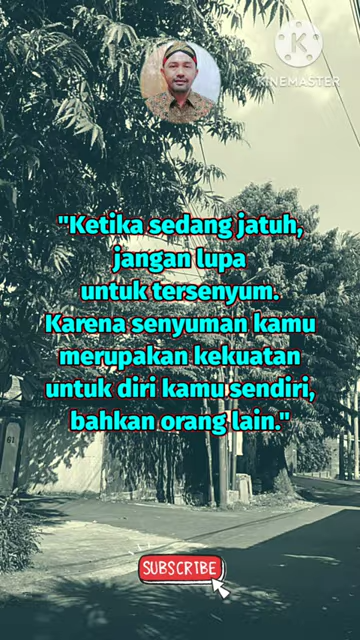 KINEMASTER
"Ketika sedang jatuh,
jangan lupa
untuk tersenyum.
Karena senyuman kamu
merupakan kekuatan
untuk diri kamu sendiri,
bahkan orang lain."
61
SUBSCRIBE